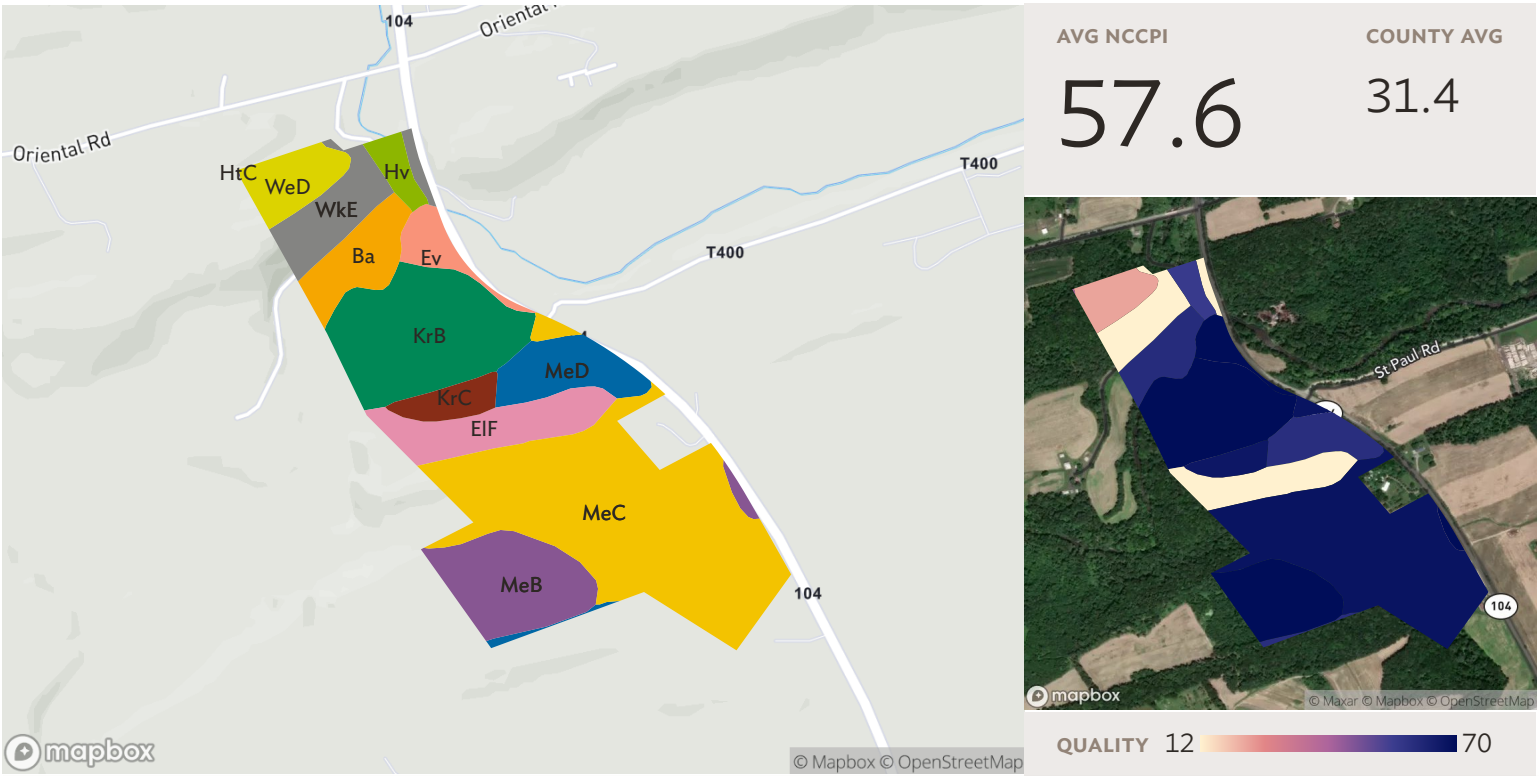 104
Oriental
Oriental Rd
T400
HtC
WeD
Hv
WkE
Ba
Ev
T400
KrB
MeD
KrC
ElF
MeC
MeB
104
mapbox
© Mapbox © OpenStreetMap
AVG NCCPI
COUNTY AVG
57.6
31.4
St Paul Rd
104
mapbox
© Maxar © Mapbox © OpenStreetMap
QUALITY 12 70